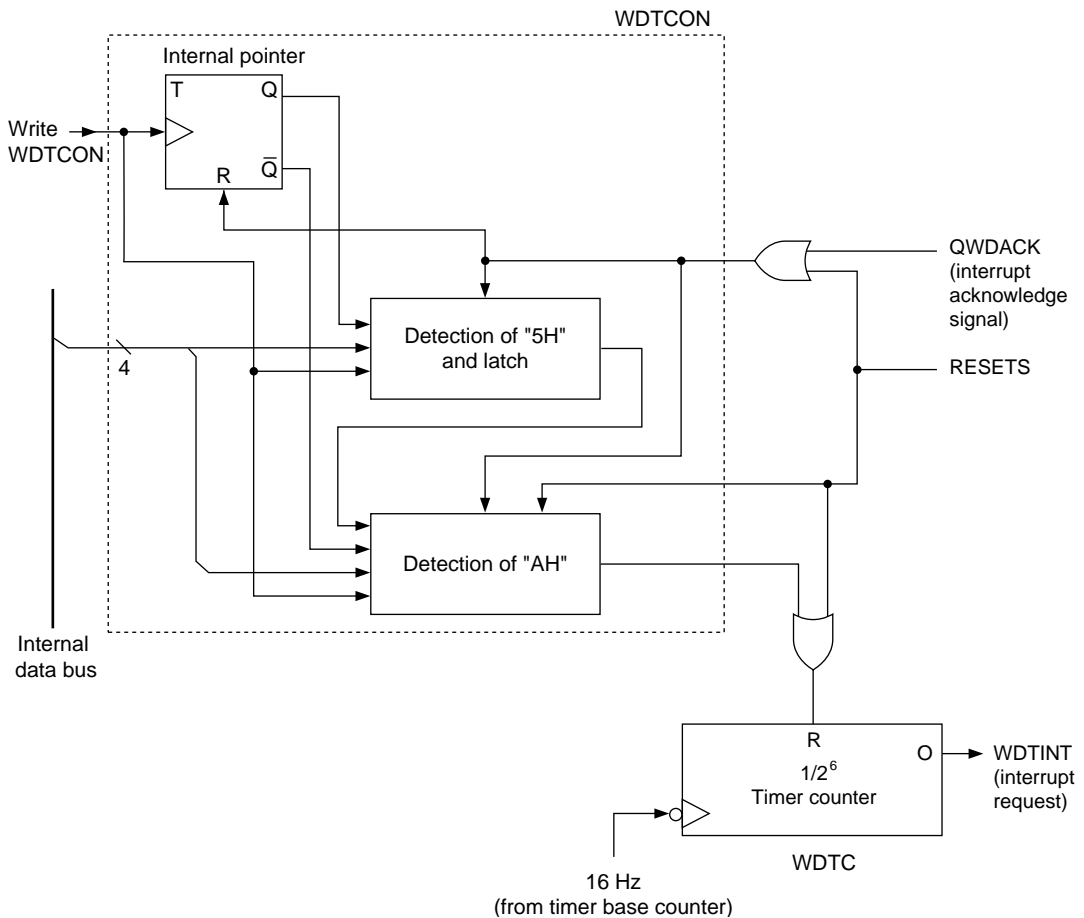 WDTCON
Internal pointer
T
Q
Write
WDTCON
Q̅
R
QWDACK
(interrupt
acknowledge
signal)
Detection of "5H"
and latch
4
RESETS
Detection of "AH"
Internal
data bus
R
O
WDTINT
(interrupt
request)
1/2⁶
Timer counter
WDTC
16 Hz
(from timer base counter)